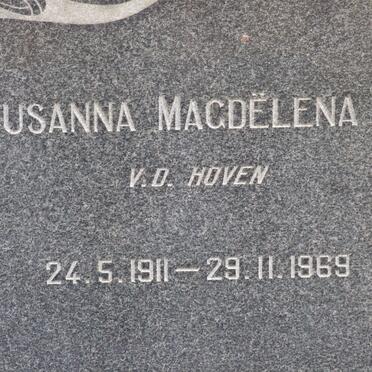 USANNA MAGDËLENA
V.D. HOVEN
24.5.1911 — 29.11.1969